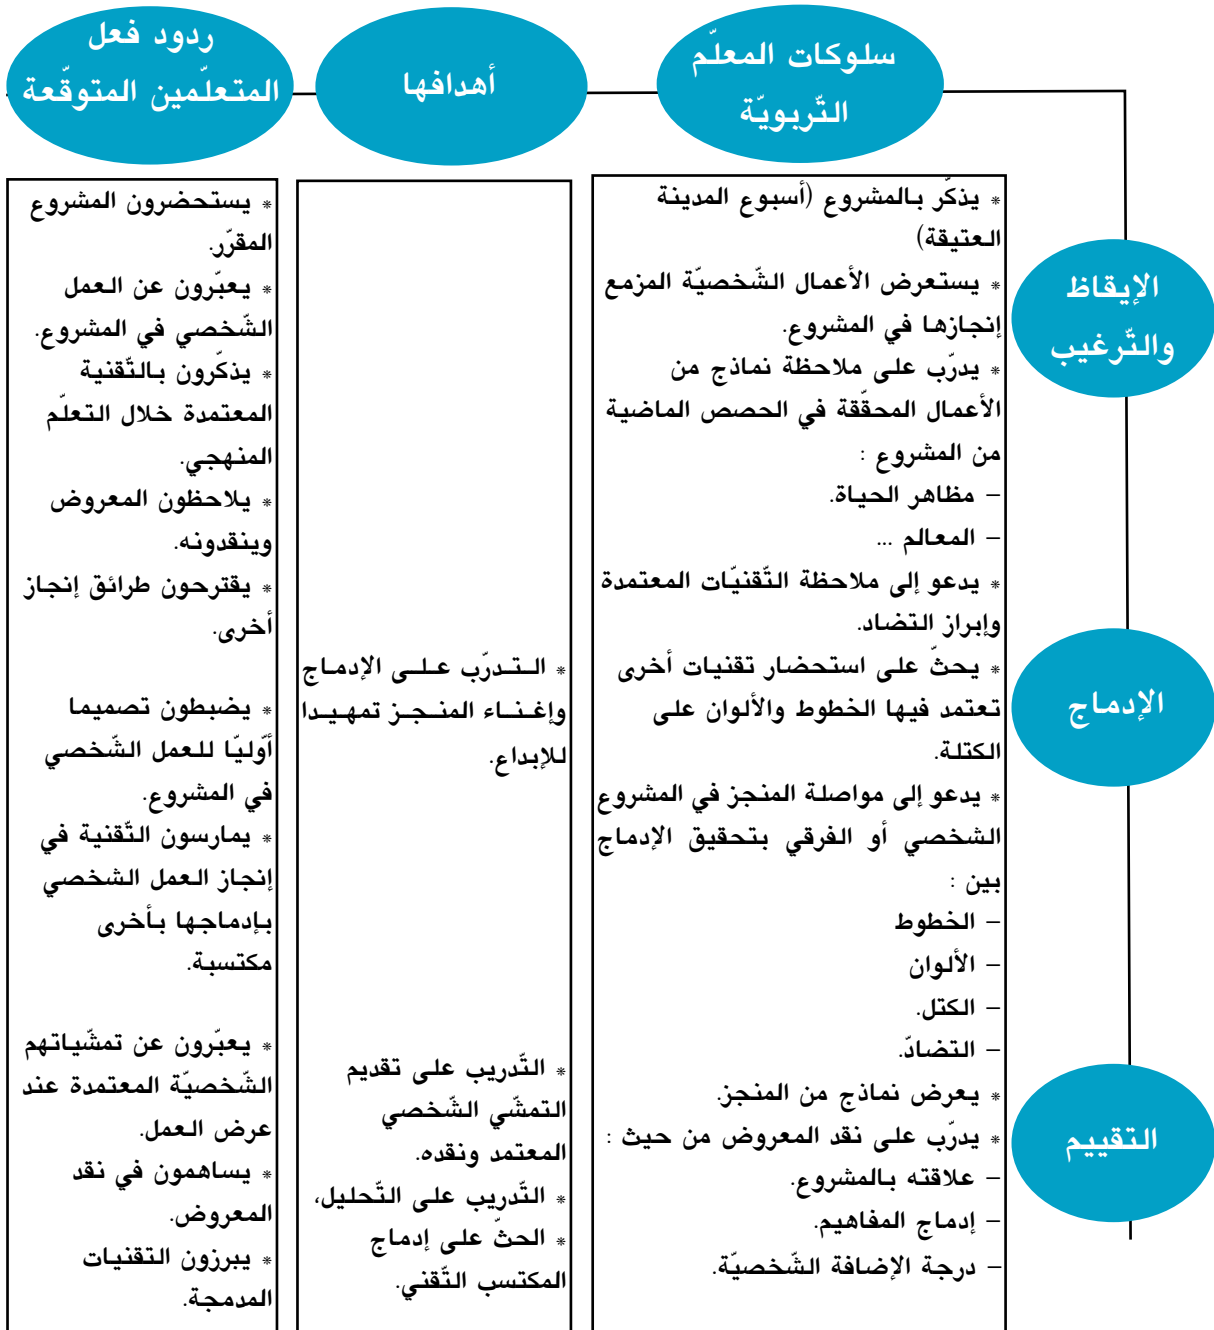 سلوكات المعلّم
التّربويّة
أهدافها
ردود فعل
المتعلّمين المتوقّعة
الإيقاظ
والتّرغيب
* يذكّر بالمشروع (أسبوع المدينة
العتيقة)
* يستعرض الأعمال الشّخصيّة المزمع
إنجازها في المشروع.
* يدرّب على ملاحظة نماذج من
الأعمال المحقّقة في الحصص الماضية
من المشروع :
– مظاهر الحياة.
– المعالم ...
* يدعو إلى ملاحظة التّقنيّات المعتمدة
وإبراز التضاد.
* يحثّ على استحضار تقنيات أخرى
تعتمد فيها الخطوط والألوان على
الكتلة.
* يدعو إلى مواصلة المنجز في المشروع
الشخصي أو الفرقي بتحقيق الإدماج
بين :
– الخطوط
– الألوان
– الكتل.
– التضادّ.
* يعرض نماذج من المنجز.
* يدرّب على نقد المعروض من حيث :
– علاقته بالمشروع.
– إدماج المفاهيم.
– درجة الإضافة الشّخصيّة.
الإدماج
التقييم
* التدرّب على الإدماج
وإغناء المنجز تمهيدا
للإبداع.
* التّدريب على تقديم
التمشّي الشّخصي
المعتمد ونقده.
* التّدريب على التّحليل،
* الحثّ على إدماج
المكتسب التّقني.
* يستحضرون المشروع
المقرّر.
* يعبّرون عن العمل
الشّخصي في المشروع.
* يذكّرون بالتّقنية
المعتمدة خلال التعلّم
المنهجي.
* يلاحظون المعروض
وينقدونه.
* يقترحون طرائق إنجاز
أخرى.
* يضبطون تصميما
أوّليّا للعمل الشّخصي
في المشروع.
* يمارسون التّقنية في
إنجاز العمل الشخصي
بإدماجها بأخرى
مكتسبة.
* يعبّرون عن تمشّياتهم
الشّخصيّة المعتمدة عند
عرض العمل.
* يساهمون في نقد
المعروض.
* يبرزون التقنيات
المدمجة.